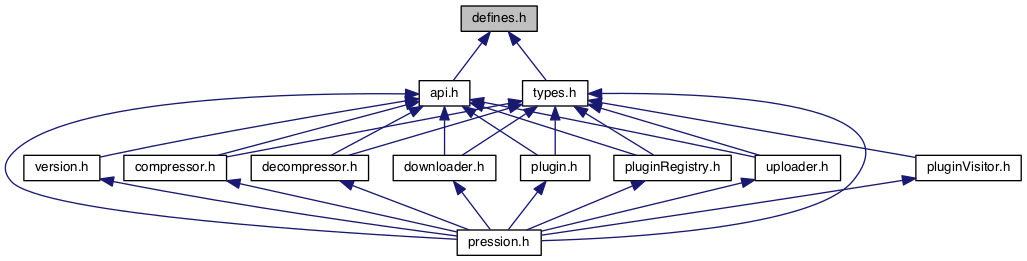 defines.h
api.h
types.h
version.h
compressor.h
decompressor.h
downloader.h
plugin.h
pluginRegistry.h
uploader.h
pluginVisitor.h
pression.h